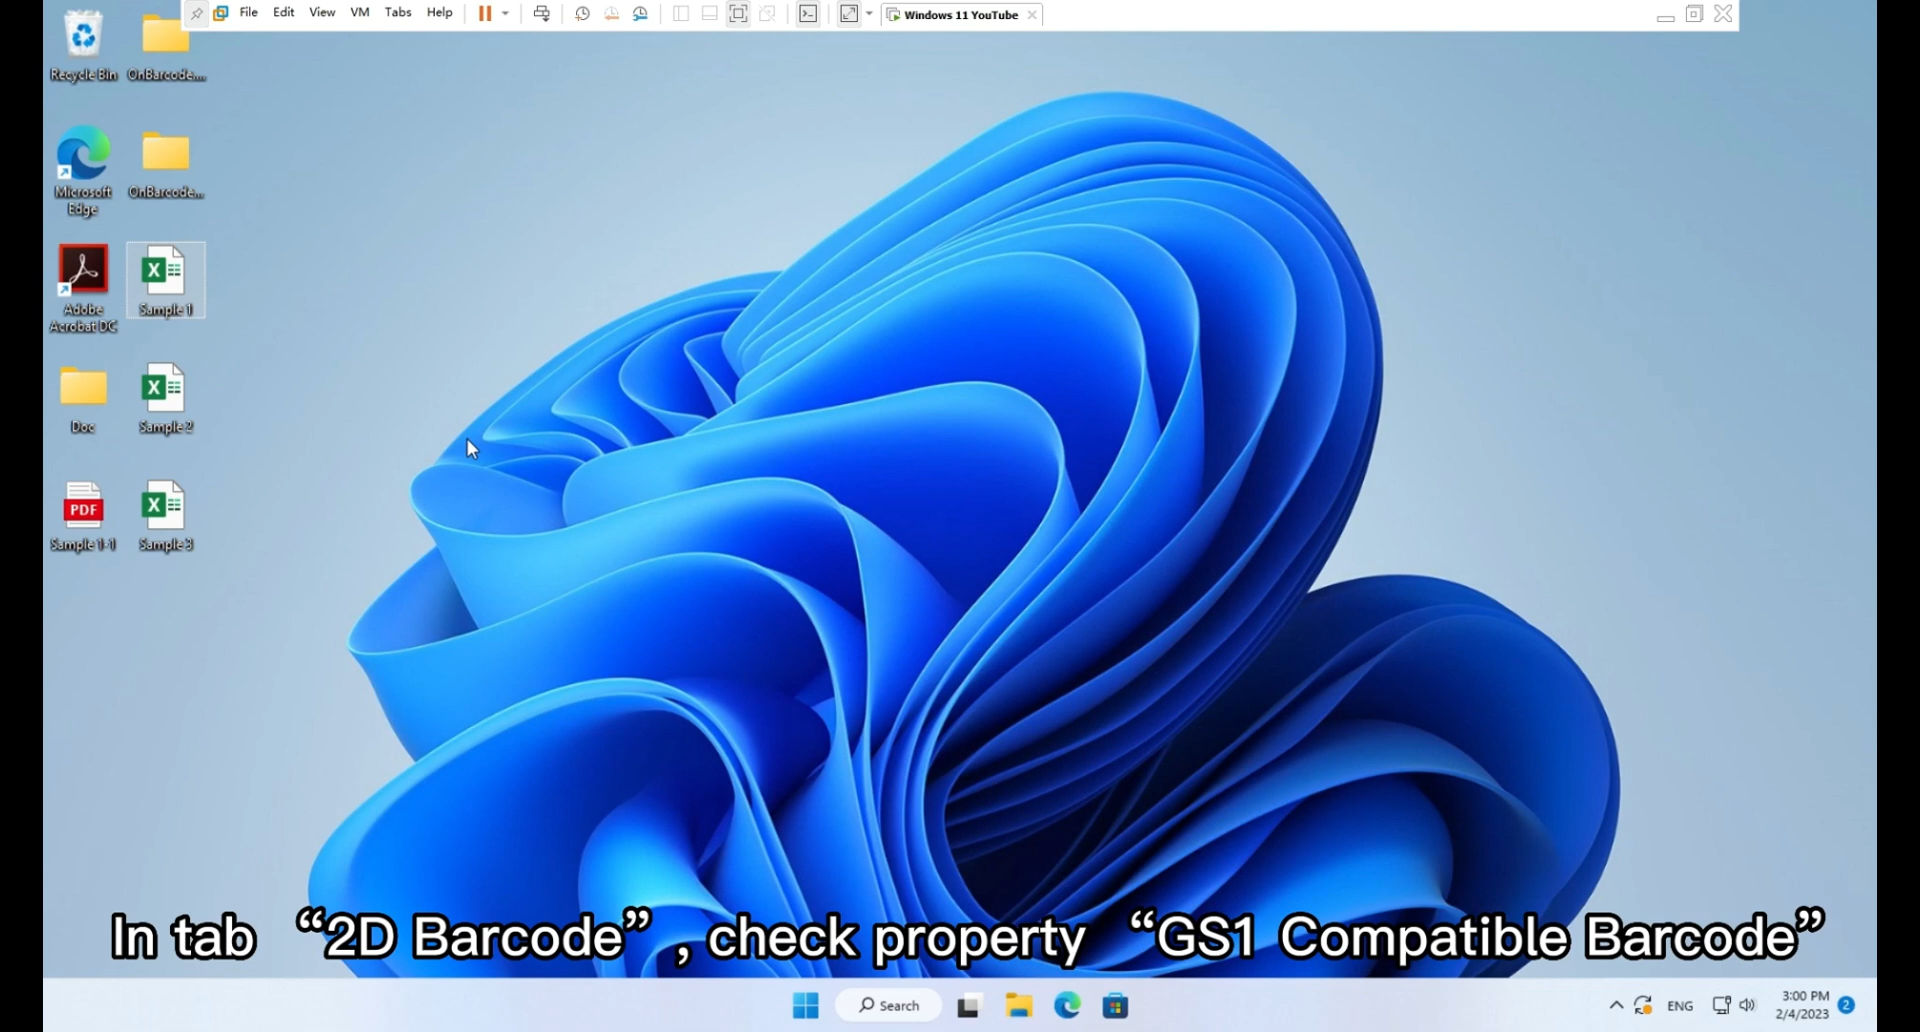 File Edit View VM Tabs Help Windows 11 YouTube
Recycle Bin
OnBarcode....
Microsoft
Edge
OnBarcode...
Adobe
Acrobat DC
Sample 1
Doc
Sample 2
PDF
Sample 1-1
Sample 3
In tab “2D Barcode”, check property “GS1 Compatible Barcode”
Search
ENG
3:00 PM
2/4/2023
2